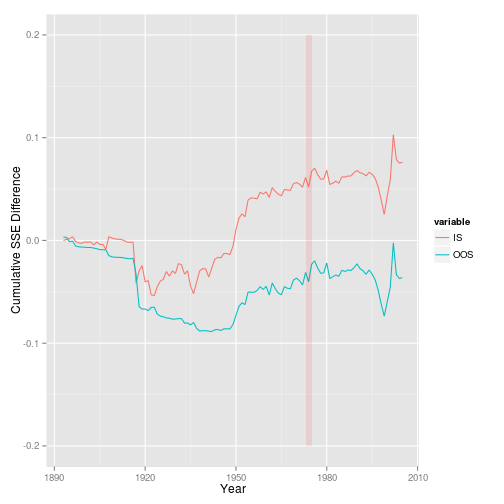 0.2
0.1
0.0
-0.1
-0.2
Cumulative SSE Difference
1890 1920 1950 1980 2010
Year
variable
IS
OOS